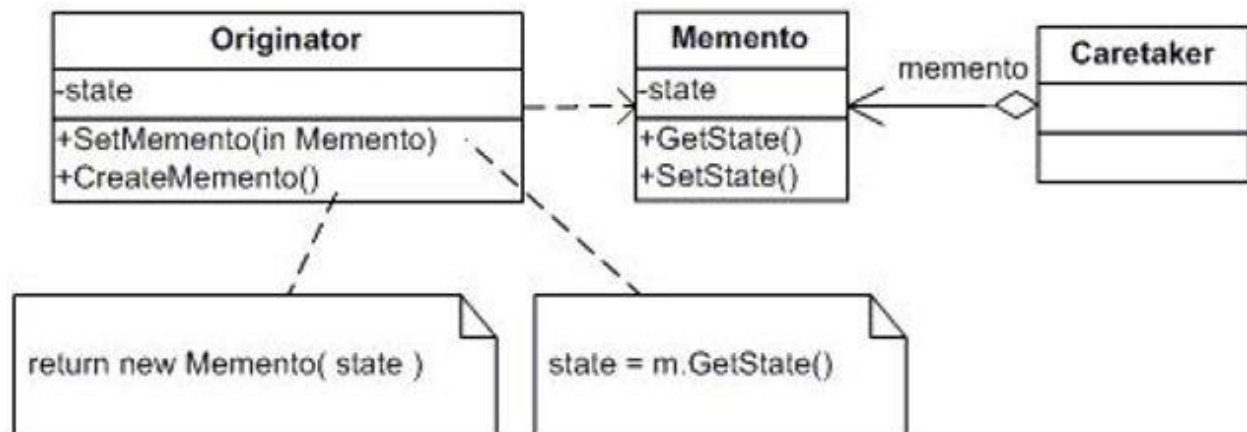 Originator
-state
+SetMemento(in Memento)
+CreateMemento()
Memento
-state
+GetState()
+SetState()
memento
Caretaker
return new Memento( state )
state = m.GetState()